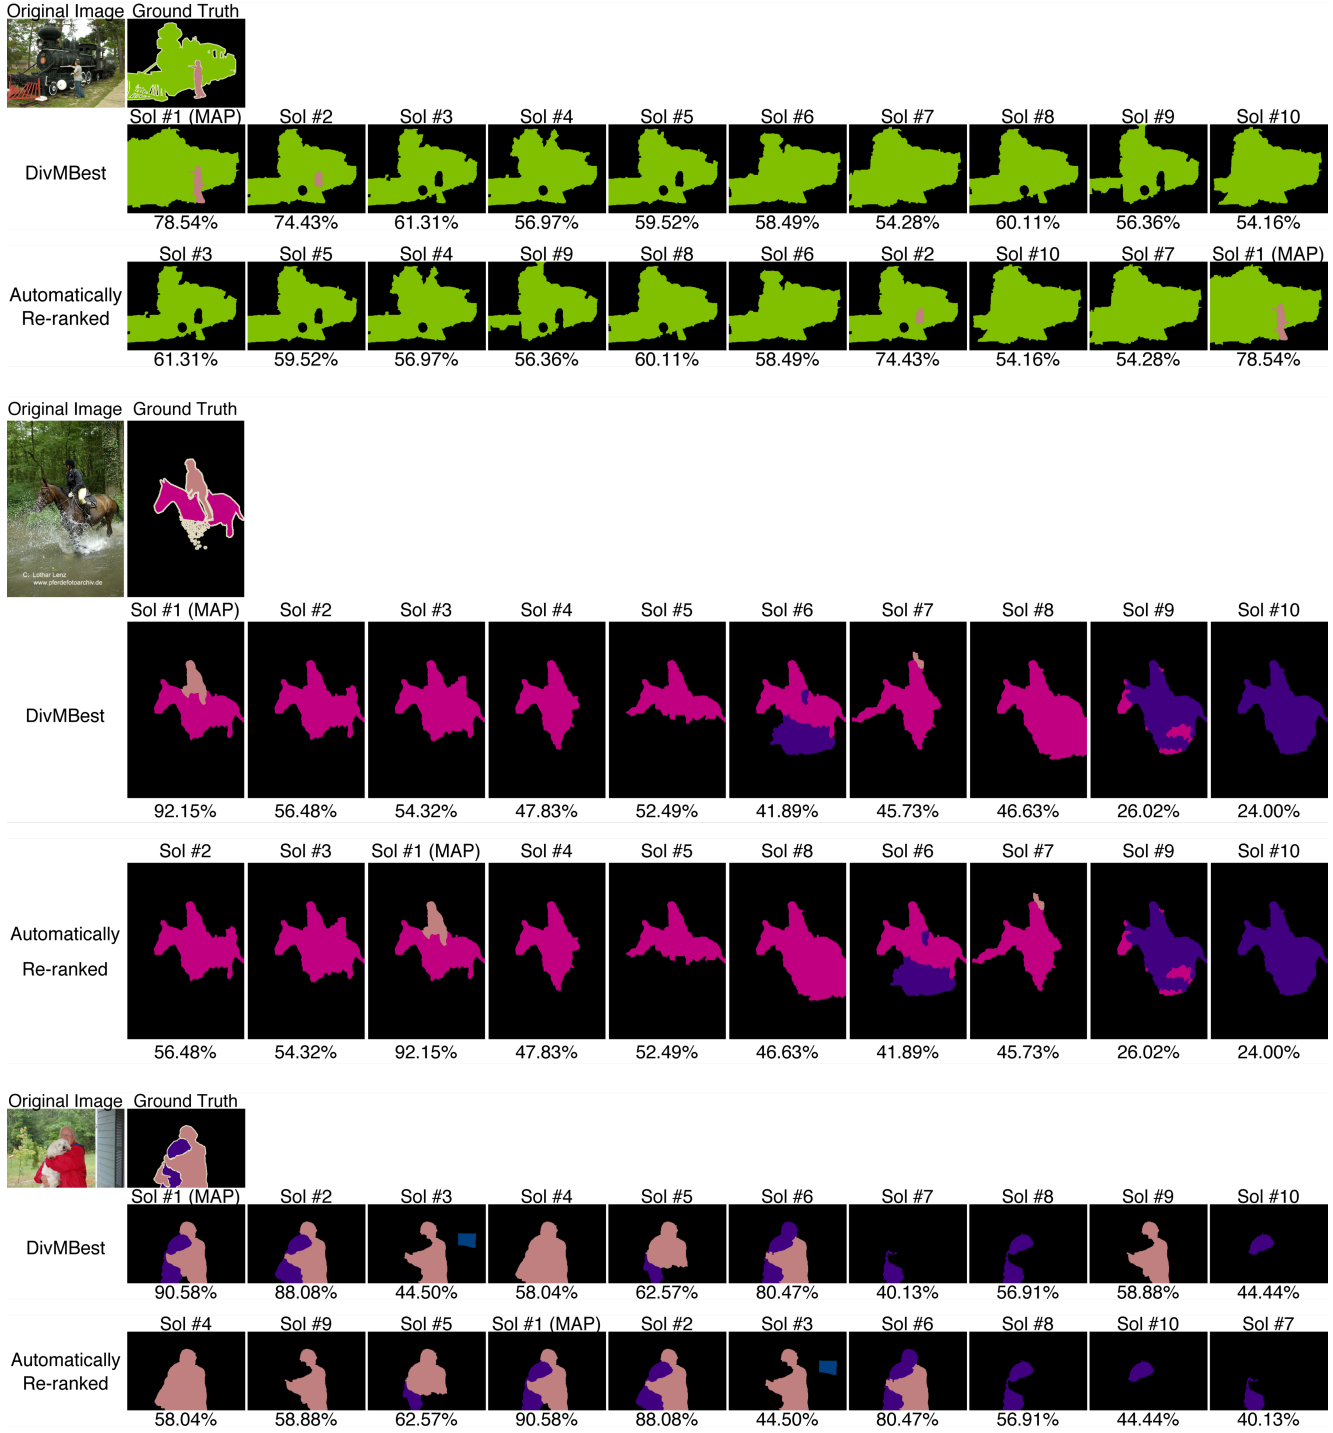 Original Image Ground Truth
Sol #1 (MAP) Sol #2 Sol #3 Sol #4 Sol #5 Sol #6 Sol #7 Sol #8 Sol #9 Sol #10
DivMBest
78.54% 74.43% 61.31% 56.97% 59.52% 58.49% 54.28% 60.11% 56.36% 54.16%
Sol #3 Sol #5 Sol #4 Sol #9 Sol #8 Sol #6 Sol #2 Sol #10 Sol #7 Sol #1 (MAP)
Automatically
Re-ranked
61.31% 59.52% 56.97% 56.36% 60.11% 58.49% 74.43% 54.16% 54.28% 78.54%
Original Image Ground Truth
C. Lothar Lenz
www.pferdefotoarchiv.de
Sol #1 (MAP) Sol #2 Sol #3 Sol #4 Sol #5 Sol #6 Sol #7 Sol #8 Sol #9 Sol #10
DivMBest
92.15% 56.48% 54.32% 47.83% 52.49% 41.89% 45.73% 46.63% 26.02% 24.00%
Sol #2 Sol #3 Sol #1 (MAP) Sol #4 Sol #5 Sol #8 Sol #6 Sol #7 Sol #9 Sol #10
Automatically
Re-ranked
56.48% 54.32% 92.15% 47.83% 52.49% 46.63% 41.89% 45.73% 26.02% 24.00%
Original Image Ground Truth
Sol #1 (MAP) Sol #2 Sol #3 Sol #4 Sol #5 Sol #6 Sol #7 Sol #8 Sol #9 Sol #10
DivMBest
90.58% 88.08% 44.50% 58.04% 62.57% 80.47% 40.13% 56.91% 58.88% 44.44%
Sol #4 Sol #9 Sol #5 Sol #1 (MAP) Sol #2 Sol #3 Sol #6 Sol #8 Sol #10 Sol #7
Automatically
Re-ranked
58.04% 58.88% 62.57% 90.58% 88.08% 44.50% 80.47% 56.91% 44.44% 40.13%